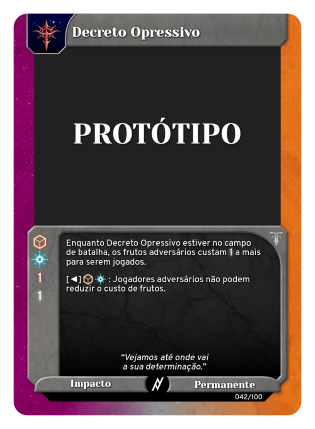 Decreto Opressivo
PROTÓTIPO
Enquanto Decreto Opressivo estiver no campo
de batalha, os frutos adversários custam 1 a mais
para serem jogados.
[◄] : Jogadores adversários não podem
reduzir o custo de frutos.
1
1
"Vejamos até onde vai
a sua determinação."
Impacto
Permanente
042/100